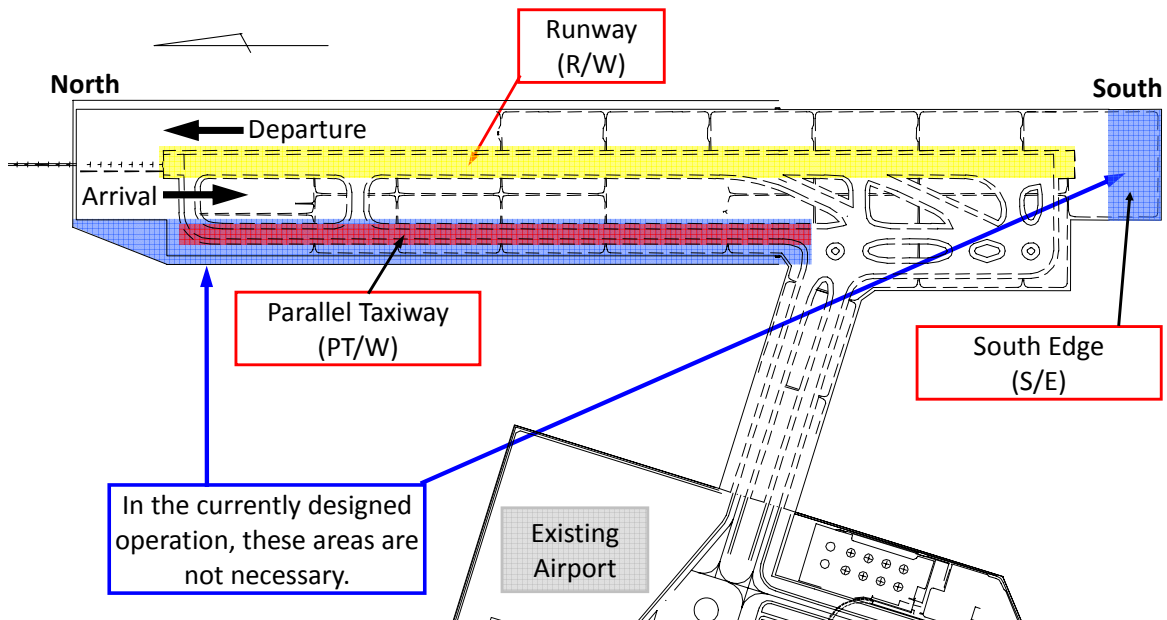 Runway
(R/W)
North
South
Departure
Arrival
Parallel Taxiway
(PT/W)
South Edge
(S/E)
In the currently designed
operation, these areas are
not necessary.
Existing
Airport